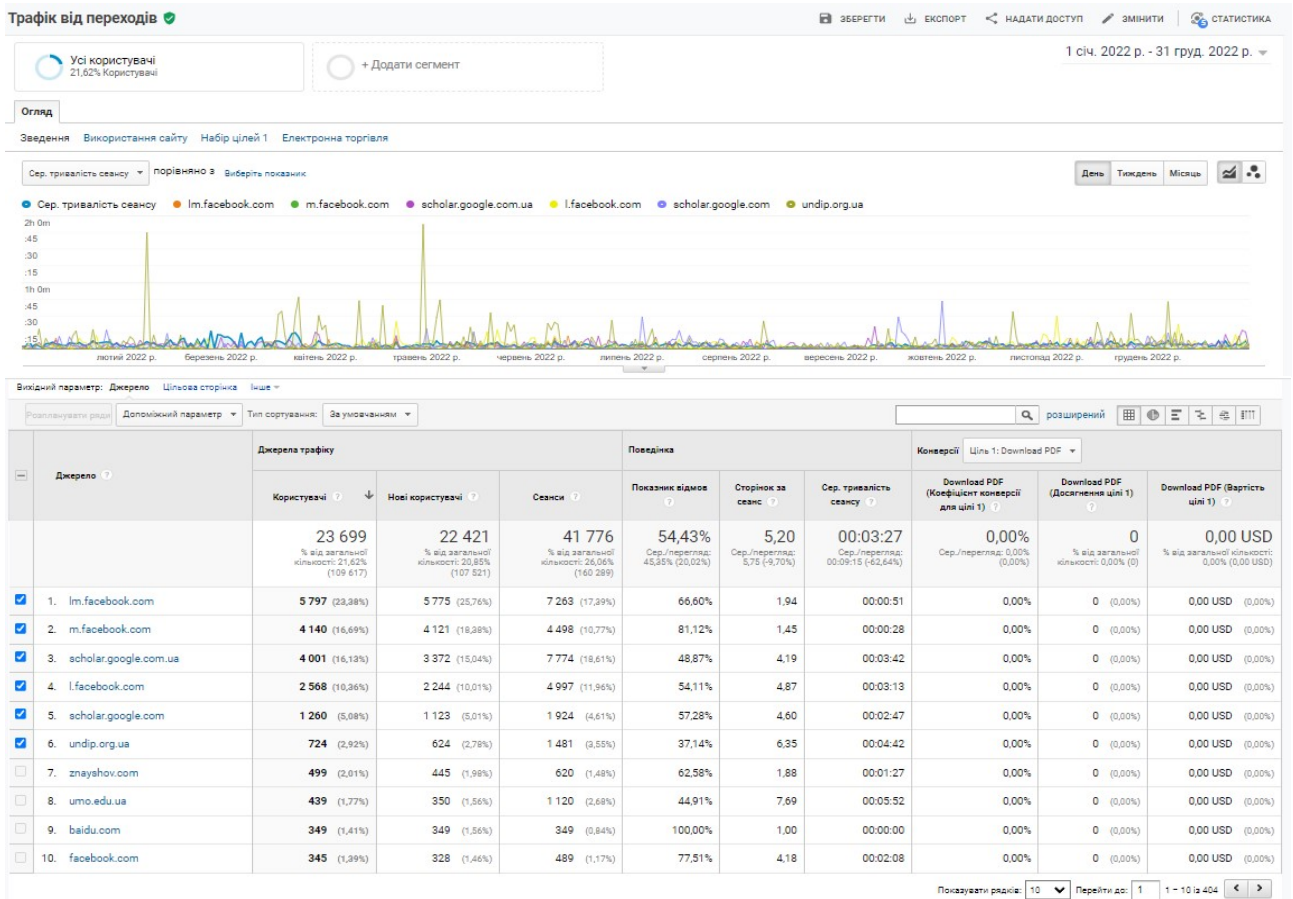 Трафік від переходів
ЗБЕРЕГТИ ЕКСПОРТ НАДАТИ ДОСТУП ЗМІНИТИ СТАТИСТИКА
Усі користувачі
21,62% Користувачі
+ Додати сегмент
1 січ. 2022 р. - 31 груд. 2022 р.
Огляд
Зведення Використання сайту Набір цілей 1 Електронна торгівля
Сер. тривалість сеансу порівняно з Виберіть показник
День Тиждень Місяць
Сер. тривалість сеансу lm.facebook.com m.facebook.com scholar.google.com.ua l.facebook.com scholar.google.com undip.org.ua
2h 0m
:45
:30
:15
1h 0m
:45
:30
:15
лютий 2022 р. березень 2022 р. квітень 2022 р. травень 2022 р. червень 2022 р. липень 2022 р. серпень 2022 р. вересень 2022 р. жовтень 2022 р. листопад 2022 р. грудень 2022 р.
Вихідний параметр: Джерело Цільова сторінка Інше
Розпланувати ряди Допоміжний параметр Тип сортування: За умовчанням розширений
Джерело ?
Джерела трафіку Поведінка Конверсії Ціль 1: Download PDF
Користувачі ? Нові користувачі ? Сеанси ? Показник відмов ? Сторінок за сеанс ? Сер. тривалість сеансу ? Download PDF (Коефіцієнт конверсії для цілі 1) ? Download PDF (Досягнення цілі 1) ? Download PDF (Вартість цілі 1) ?
23 699 22 421 41 776 54,43% 5,20 00:03:27 0,00% 0 0,00 USD
% від загальної кількості: 21,62% (109 617) % від загальної кількості: 20,85% (107 521) % від загальної кількості: 26,06% (160 289) Сер./перегляд: 45,35% (20,02%) Сер./перегляд: 5,75 (-9,70%) Сер./перегляд: 00:09:15 (-62,64%) Сер./перегляд: 0,00% (0,00%) % від загальної кількості: 0,00% (0) % від загальної кількості: 0,00% (0,00 USD)
1. lm.facebook.com 5 797 (23,38%) 5 775 (25,76%) 7 263 (17,39%) 66,60% 1,94 00:00:51 0,00% 0 (0,00%) 0,00 USD (0,00%)
2. m.facebook.com 4 140 (16,69%) 4 121 (18,38%) 4 498 (10,77%) 81,12% 1,45 00:00:28 0,00% 0 (0,00%) 0,00 USD (0,00%)
3. scholar.google.com.ua 4 001 (16,13%) 3 372 (15,04%) 7 774 (18,61%) 48,87% 4,19 00:03:42 0,00% 0 (0,00%) 0,00 USD (0,00%)
4. l.facebook.com 2 568 (10,36%) 2 244 (10,01%) 4 997 (11,96%) 54,11% 4,87 00:03:13 0,00% 0 (0,00%) 0,00 USD (0,00%)
5. scholar.google.com 1 260 (5,08%) 1 123 (5,01%) 1 924 (4,61%) 57,28% 4,60 00:02:47 0,00% 0 (0,00%) 0,00 USD (0,00%)
6. undip.org.ua 724 (2,92%) 624 (2,78%) 1 481 (3,55%) 37,14% 6,35 00:04:42 0,00% 0 (0,00%) 0,00 USD (0,00%)
7. znayshov.com 499 (2,01%) 445 (1,98%) 620 (1,48%) 62,58% 1,88 00:01:27 0,00% 0 (0,00%) 0,00 USD (0,00%)
8. umo.edu.ua 439 (1,77%) 350 (1,56%) 1 120 (2,68%) 44,91% 7,69 00:05:52 0,00% 0 (0,00%) 0,00 USD (0,00%)
9. baidu.com 349 (1,41%) 349 (1,56%) 349 (0,84%) 100,00% 1,00 00:00:00 0,00% 0 (0,00%) 0,00 USD (0,00%)
10. facebook.com 345 (1,39%) 328 (1,46%) 489 (1,17%) 77,51% 4,18 00:02:08 0,00% 0 (0,00%) 0,00 USD (0,00%)
Показувати рядків: 10 Перейти до: 1 1 - 10 із 404